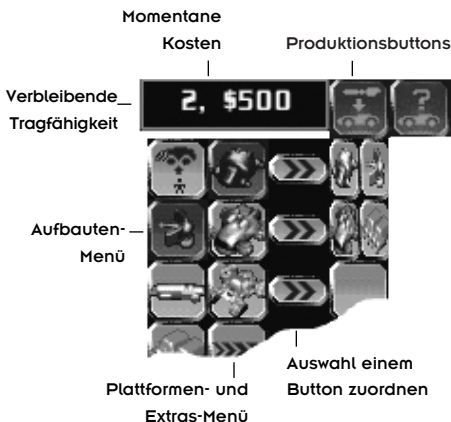 Momentane
Kosten
Produktionsbuttons
Verbleibende
Tragfähigkeit
2, $500
?
Aufbauten-
Menü
Plattformen- und
Extras-Menü
Auswahl einem
Button zuordnen